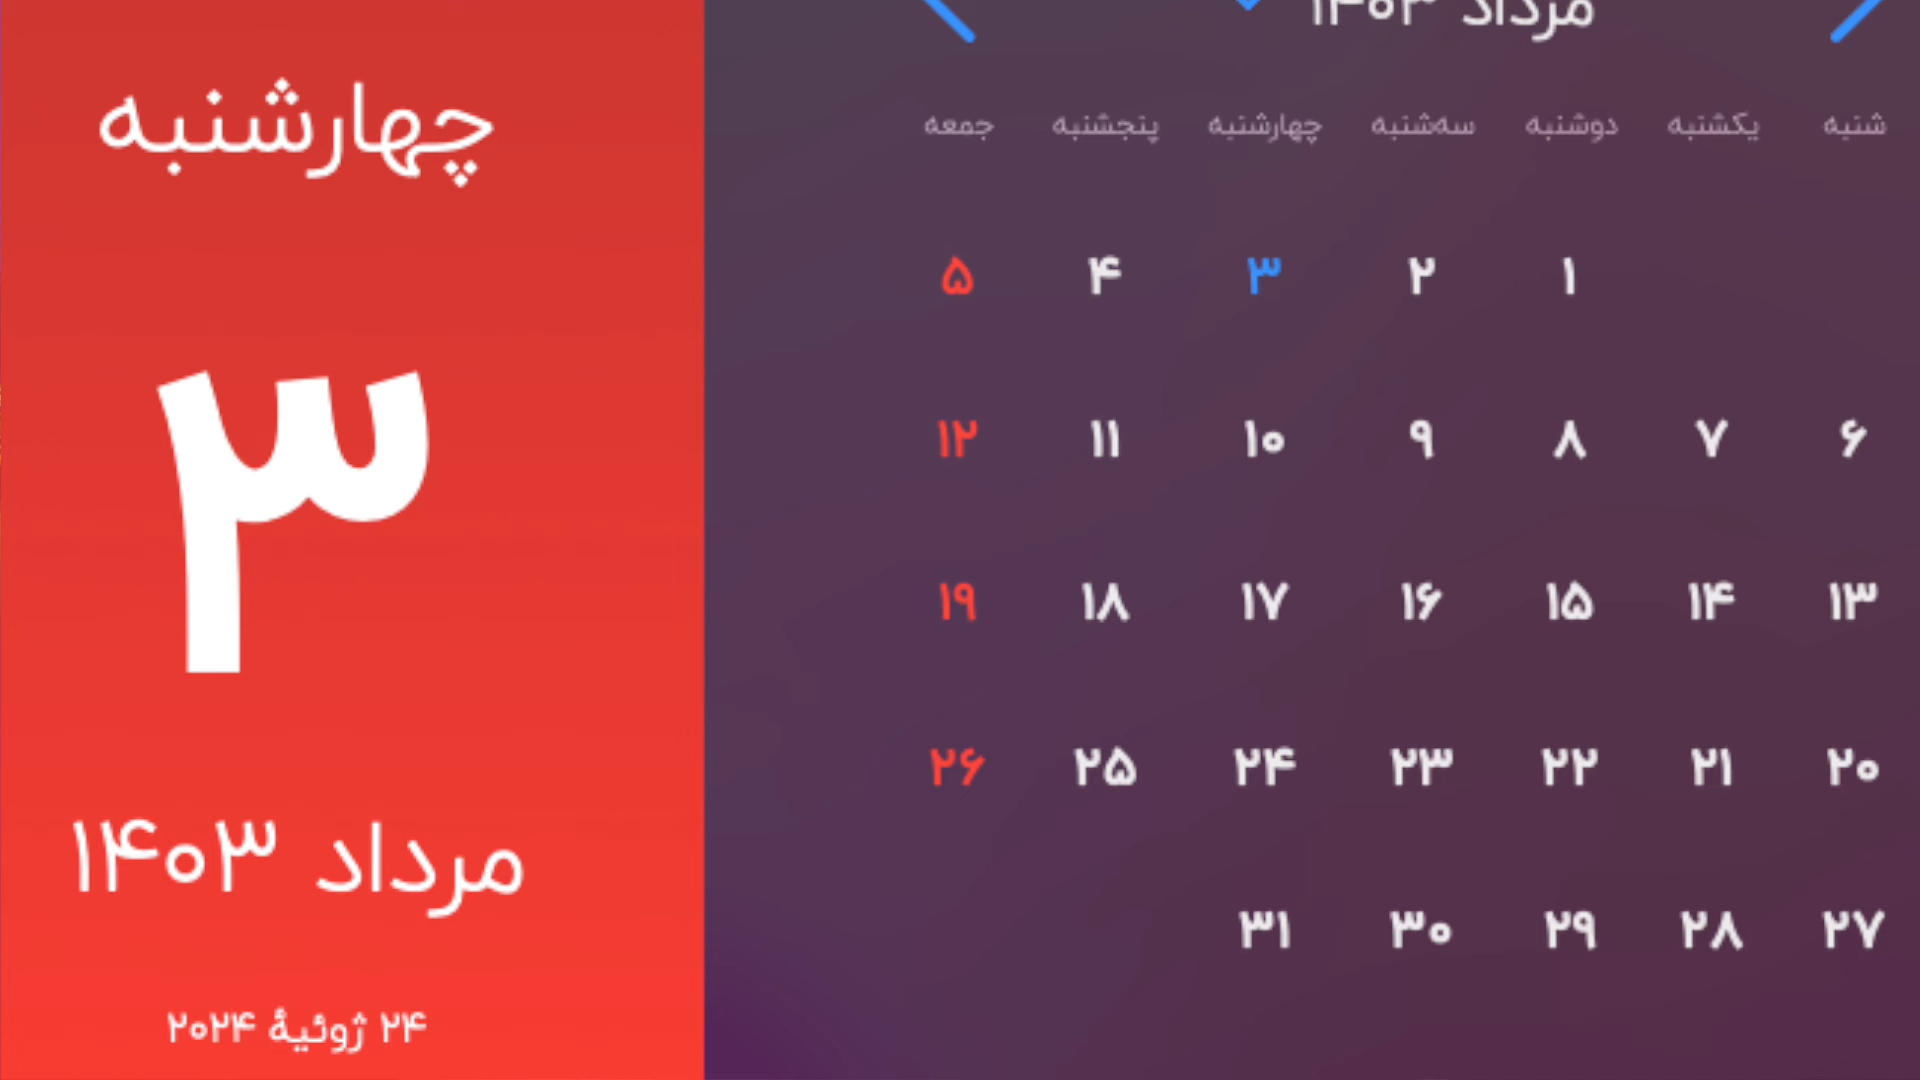 چهارشنبه
۳
مرداد ۱۴۰۳
۲۴ ژوئیهٔ ۲۰۲۴
مرداد ۱۴۰۳
شنبه یکشنبه دوشنبه سه‌شنبه چهارشنبه پنجشنبه جمعه
۱ ۲ ۳ ۴ ۵
۶ ۷ ۸ ۹ ۱۰ ۱۱ ۱۲
۱۳ ۱۴ ۱۵ ۱۶ ۱۷ ۱۸ ۱۹
۲۰ ۲۱ ۲۲ ۲۳ ۲۴ ۲۵ ۲۶
۲۷ ۲۸ ۲۹ ۳۰ ۳۱